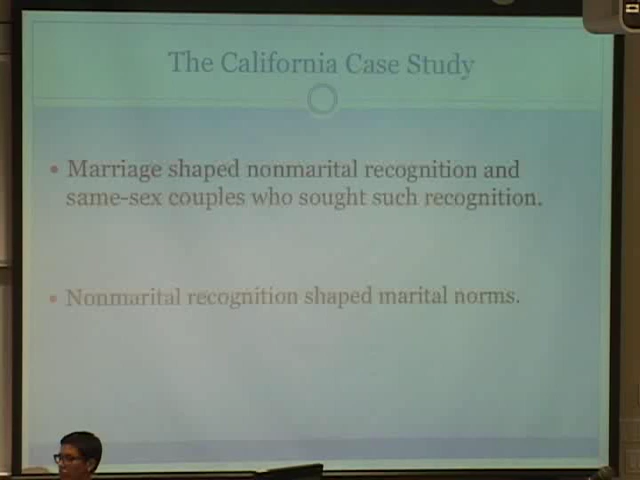 The California Case Study
• Marriage shaped nonmarital recognition and
same-sex couples who sought such recognition.
• Nonmarital recognition shaped marital norms.